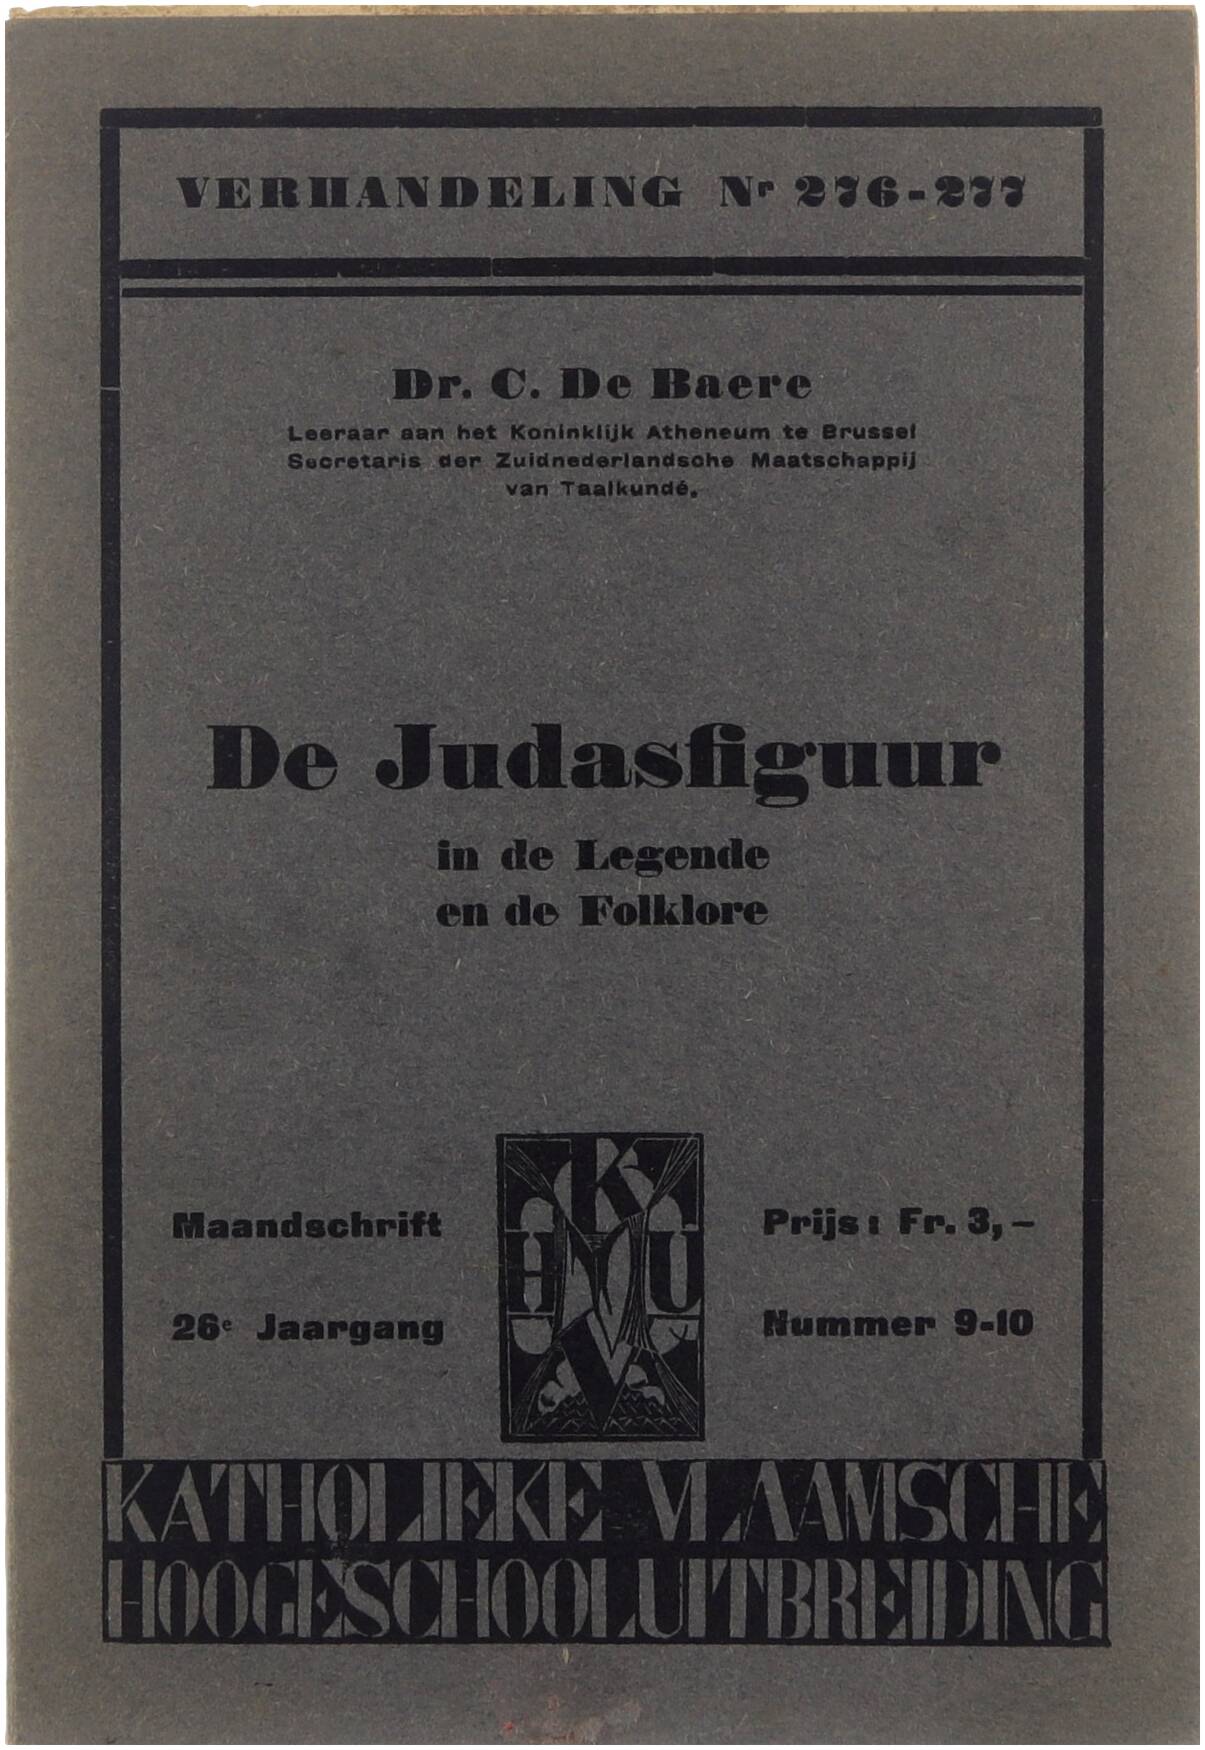 VERHANDELING Nr 276-277
Dr. C. De Baere
Leeraar aan het Koninklijk Atheneum te Brussel
Secretaris der Zuidnederlandsche Maatschappij
van Taalkunde.
De Judasfiguur
in de Legende
en de Folklore
K
H U
V
Maandschrift
26e Jaargang
Prijs: Fr. 3,-
Nummer 9-10
KATHOLIEKE VLAAMSCHE
HOOGESCHOOLUITBREIDING